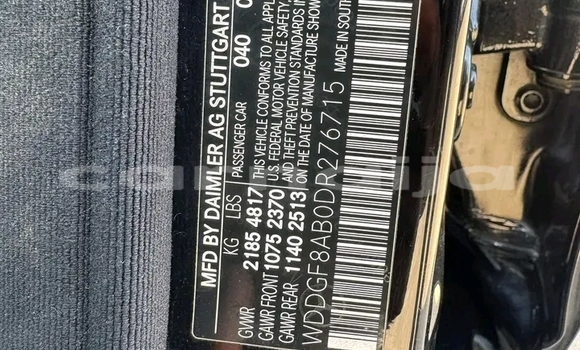 MFD BY DAIMLER AG STUTTGART
KG LBS PASSENGER CAR 040
GVWR 2185 4817 THIS VEHICLE CONFORMS TO ALL APPL
GAWR FRONT 1075 2370 U.S. FEDERAL MOTOR VEHICLE SAFETY,
GAWR REAR 1140 2513 AND THEFT PREVENTION STANDARDS IN
DATE OF MANUFACTURE SHOW
WDDGF8AB0DR276715 MADE IN SOUTH